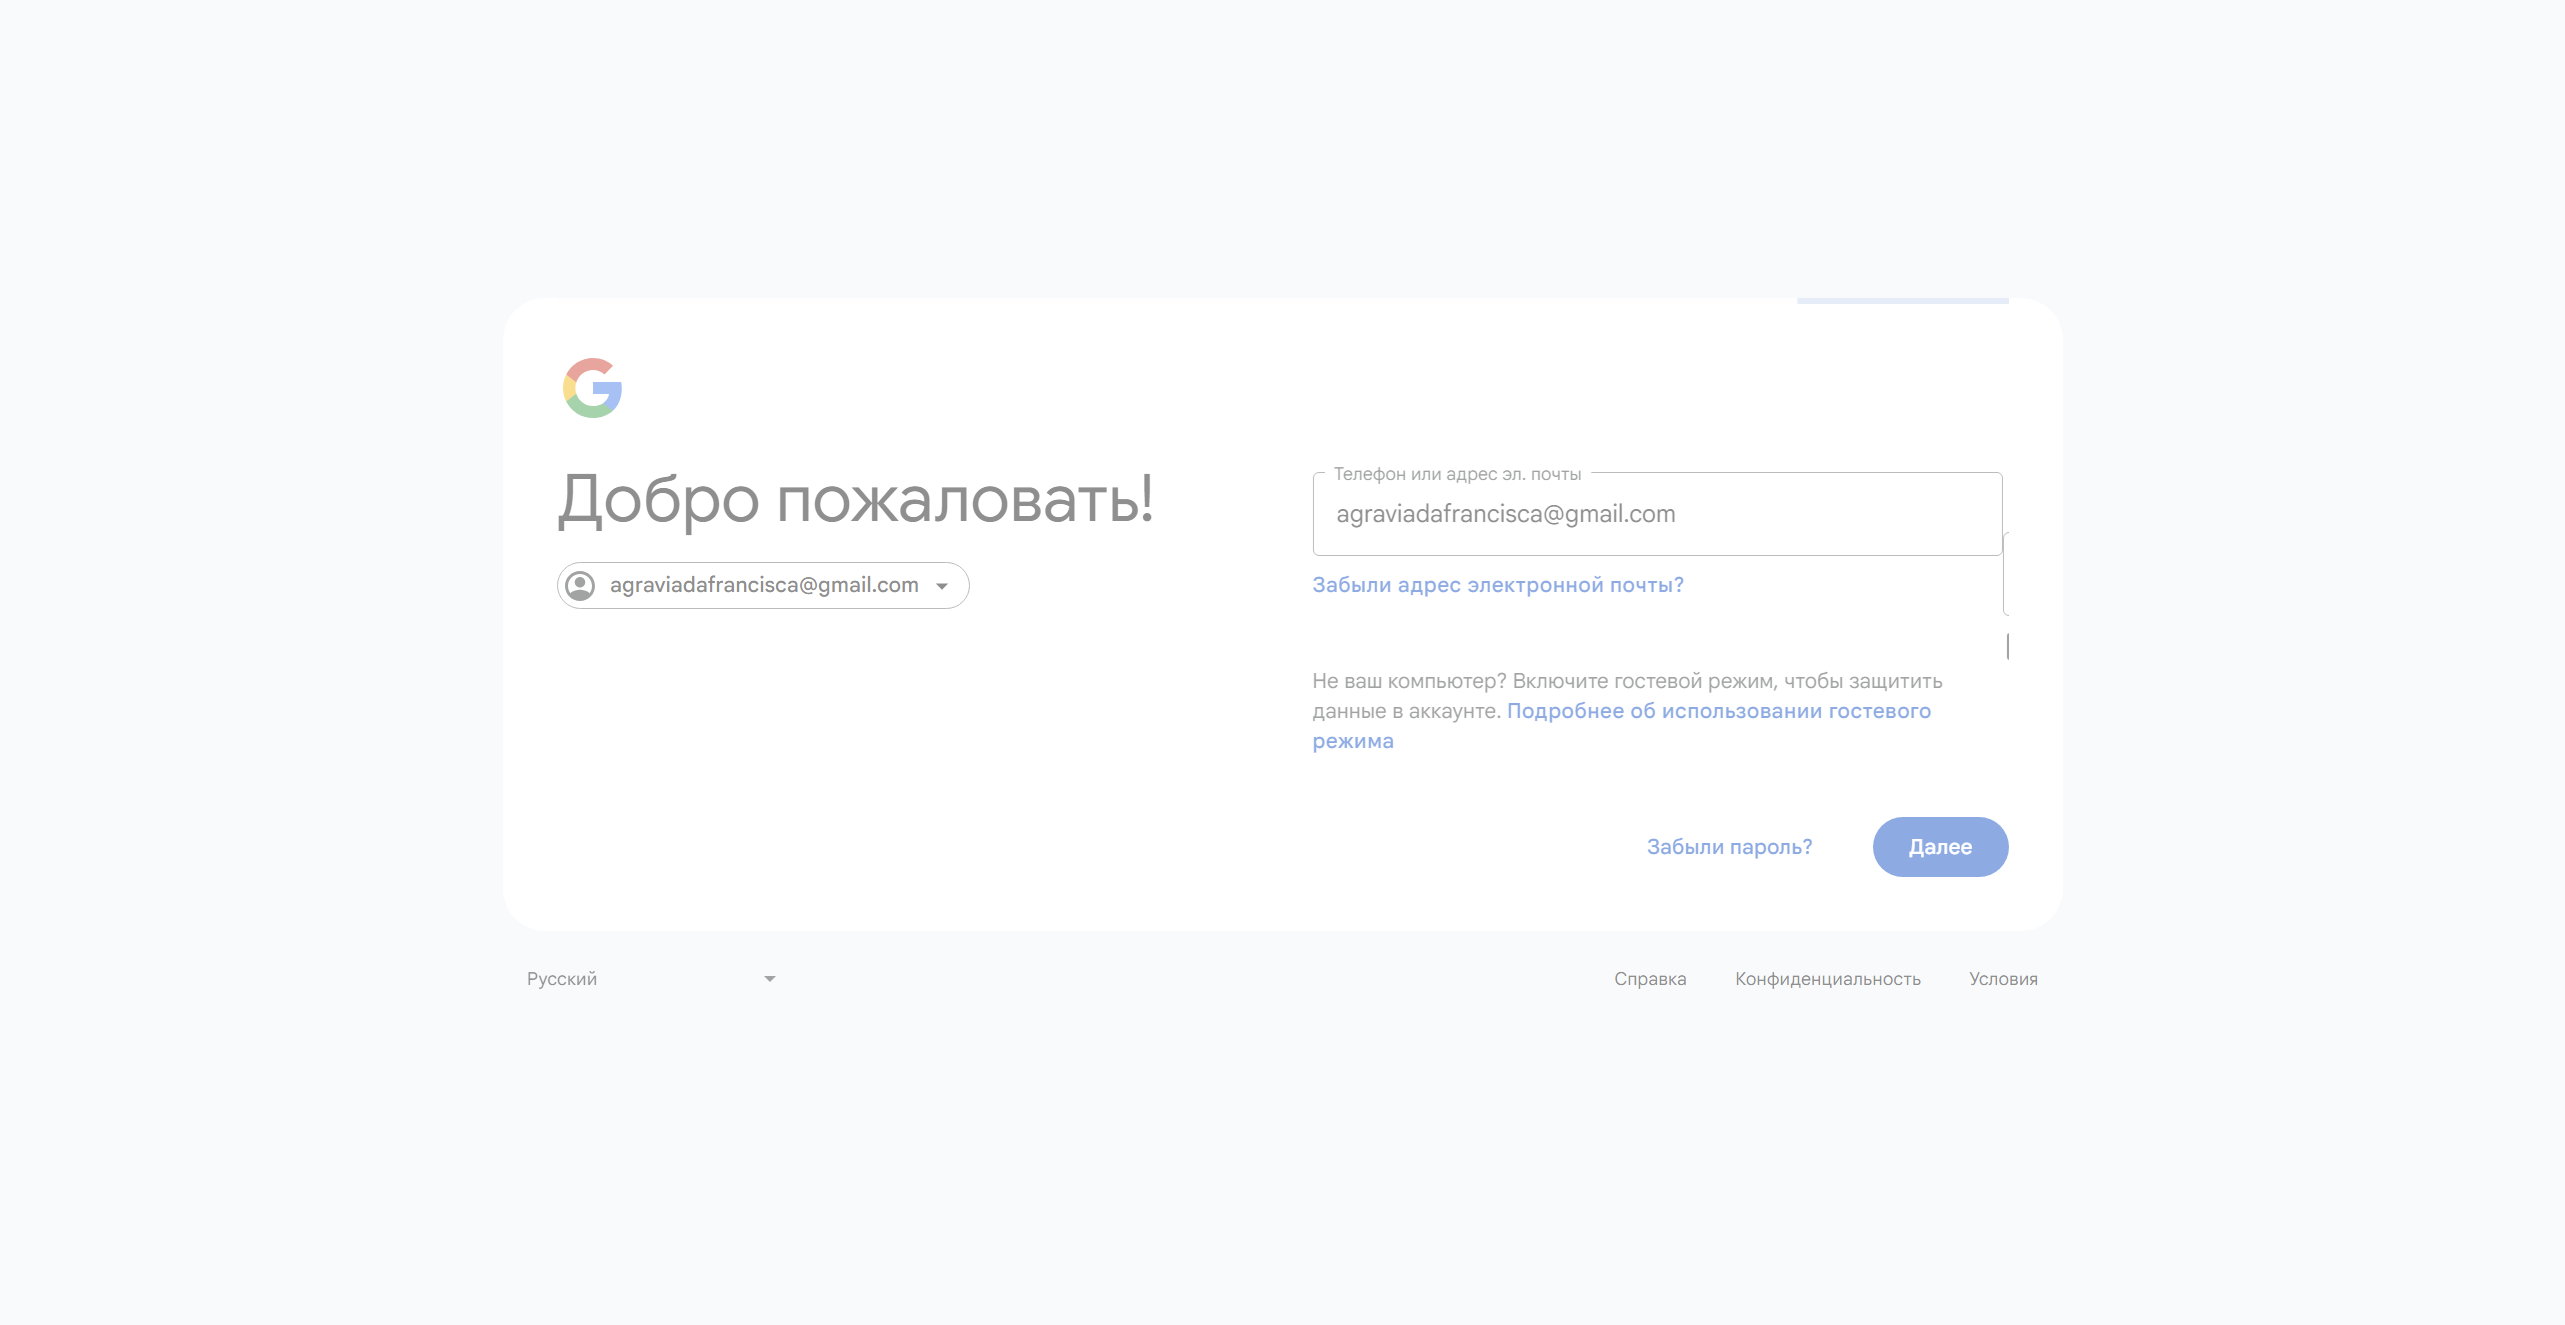 Добро пожаловать!
agraviadafrancisca@gmail.com
Телефон или адрес эл. почты
agraviadafrancisca@gmail.com
Забыли адрес электронной почты?
Не ваш компьютер? Включите гостевой режим, чтобы защитить
данные в аккаунте. Подробнее об использовании гостевого
режима
Забыли пароль?
Далее
Русский
Справка
Конфиденциальность
Условия